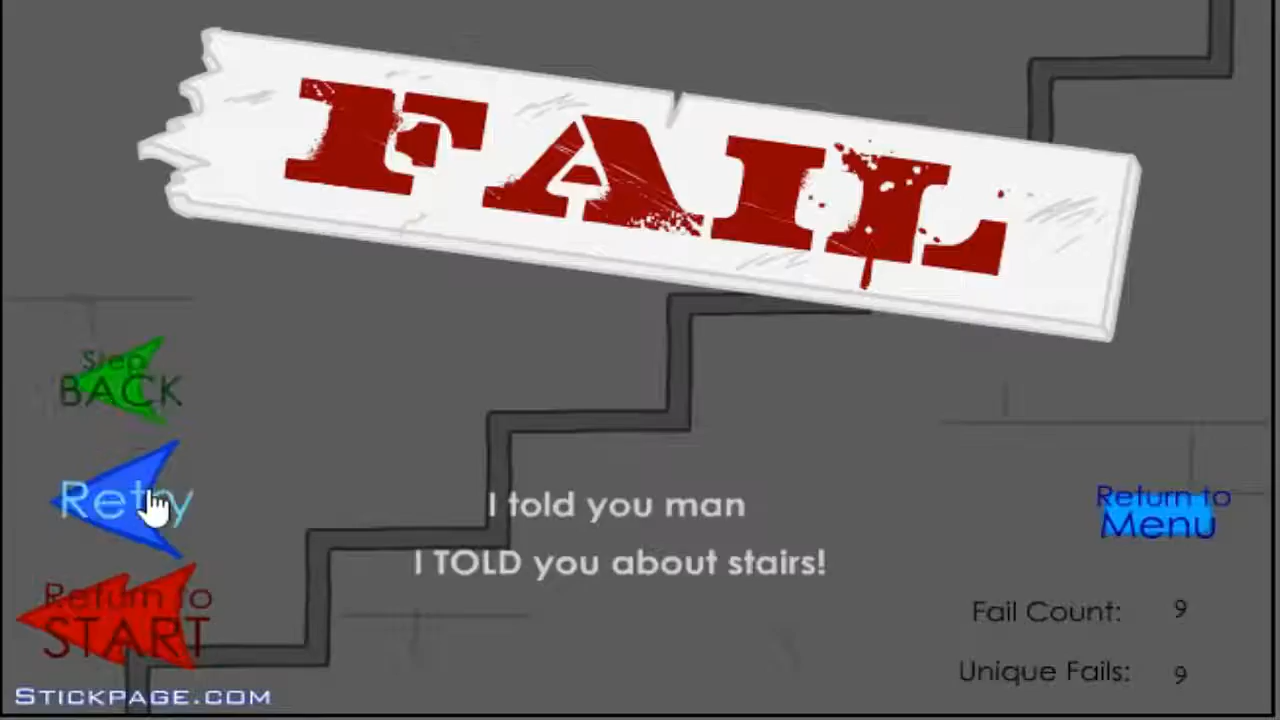 FAIL
Step
BACK
Retry
I told you man
I TOLD you about stairs!
Return to
Menu
Return to
START
Fail Count: 9
Unique Fails: 9
STICKPAGE.COM